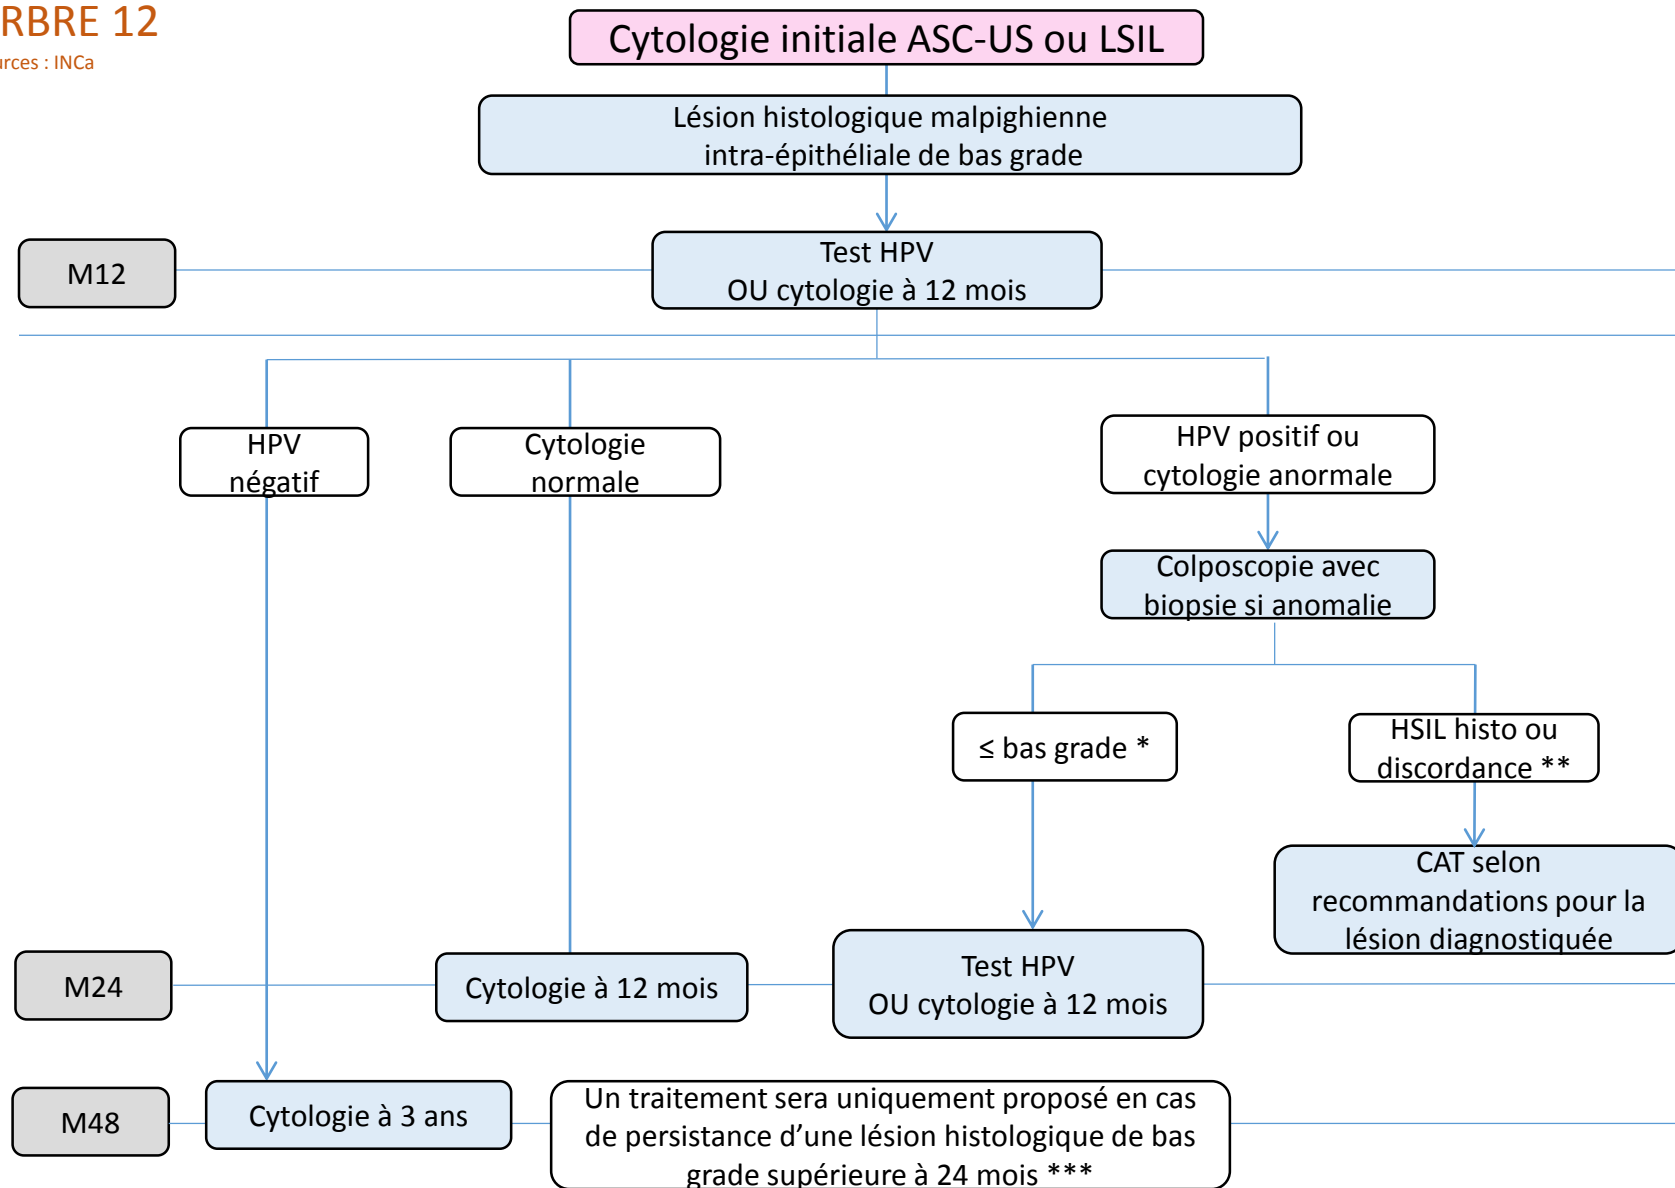 RBRE 12
urces : INCa
Cytologie initiale ASC-US ou LSIL
Lésion histologique malpighienne
intra-épithéliale de bas grade
M12
Test HPV
OU cytologie à 12 mois
HPV
négatif
Cytologie
normale
HPV positif ou
cytologie anormale
Colposcopie avec
biopsie si anomalie
≤ bas grade *
HSIL histo ou
discordance **
CAT selon
recommandations pour la
lésion diagnostiquée
M24
Cytologie à 12 mois
Test HPV
OU cytologie à 12 mois
M48
Cytologie à 3 ans
Un traitement sera uniquement proposé en cas
de persistance d’une lésion histologique de bas
grade supérieure à 24 mois ***